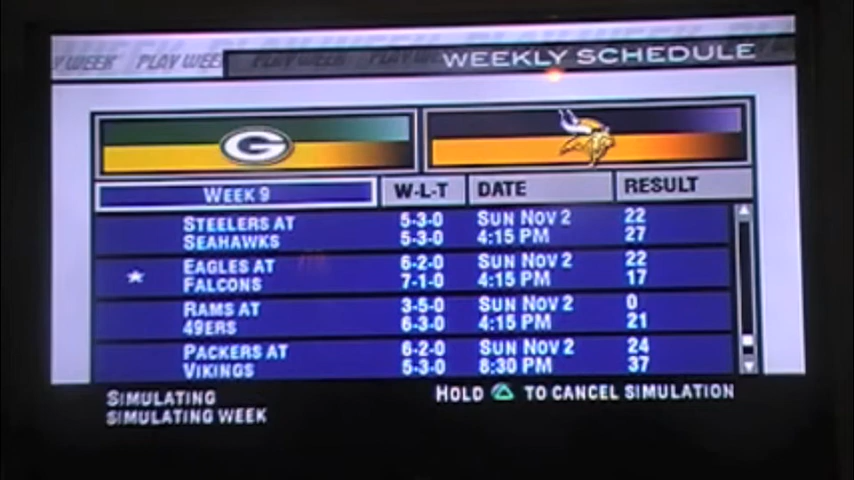 PLAY WEEK PLAY WEEK PLAY WEEK PLAY WEEK
WEEKLY SCHEDULE
G
WEEK 9 W-L-T DATE RESULT
STEELERS AT 5-3-0 SUN NOV 2 22
SEAHAWKS 5-3-0 4:15 PM 27
EAGLES AT 6-2-0 SUN NOV 2 22
FALCONS 7-1-0 4:15 PM 17
RAMS AT 3-5-0 SUN NOV 2 0
49ERS 6-3-0 4:15 PM 21
PACKERS AT 6-2-0 SUN NOV 2 24
VIKINGS 5-3-0 8:30 PM 37
SIMULATING HOLD TO CANCEL SIMULATION
SIMULATING WEEK